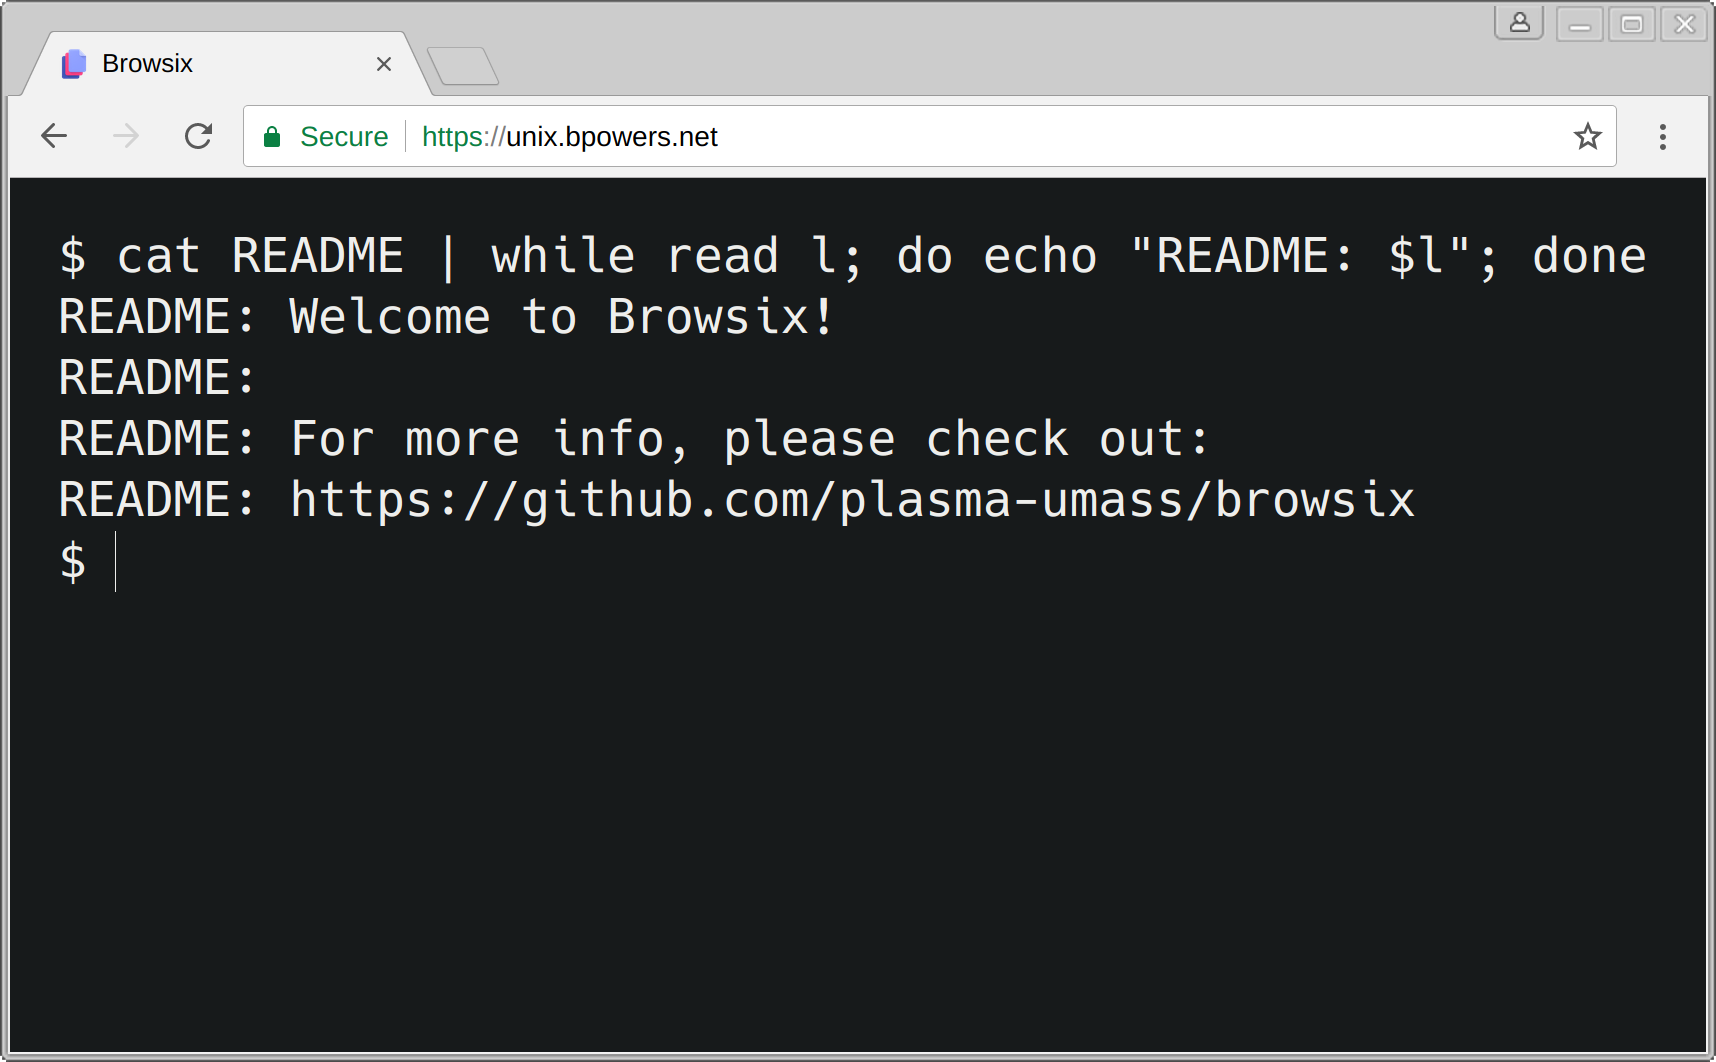 Browsix
Secure https://unix.bpowers.net
$ cat README | while read l; do echo "README: $l"; done
README: Welcome to Browsix!
README:
README: For more info, please check out:
README: https://github.com/plasma-umass/browsix
$